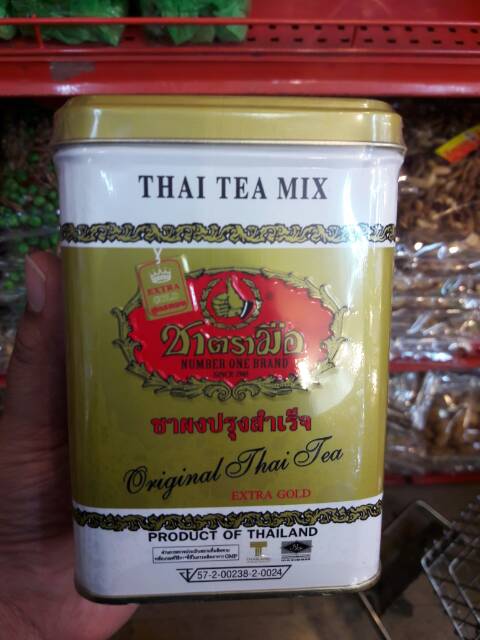 THAI TEA MIX
EXTRA
ชาตรามือ
NUMBER ONE BRAND
SINCE 1945
ชาผงปรุงสำเร็จ
Original Thai Tea
EXTRA GOLD
PRODUCT OF THAILAND
57-2-00238-2-0024